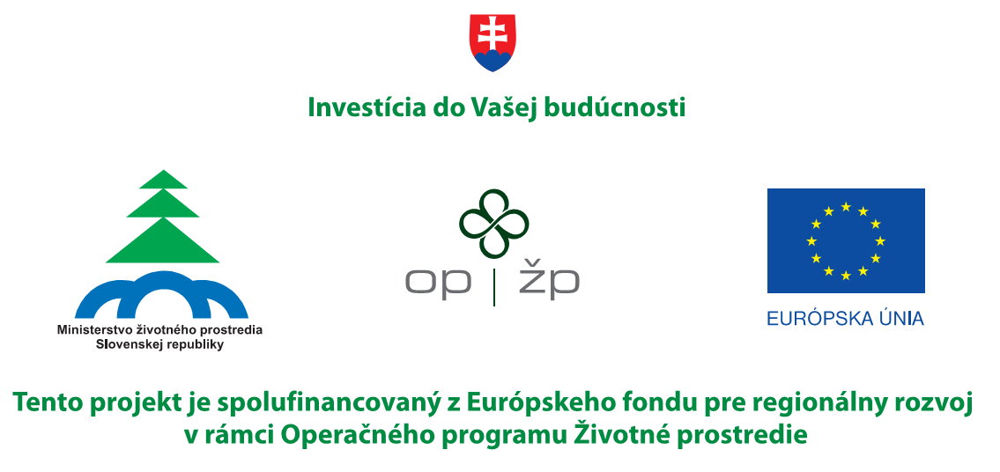 Investícia do Vašej budúcnosti
Ministerstvo životného prostredia
Slovenskej republiky
op | žp
EURÓPSKA ÚNIA
Tento projekt je spolufinancovaný z Európskeho fondu pre regionálny rozvoj
v rámci Operačného programu Životné prostredie